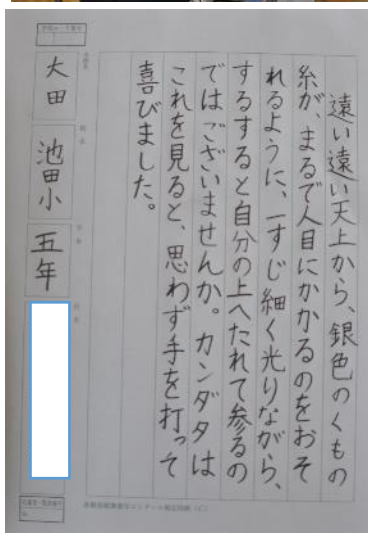 遠い遠い天上から、銀色のくもの
糸が、まるで人目にかかるのをおそ
れるように、一すじ細く光りながら、
するすると自分の上へたれて参るの
ではございませんか。カンダタは
これを見ると、思わず手を打って
喜びました。
大田 池田小 五年